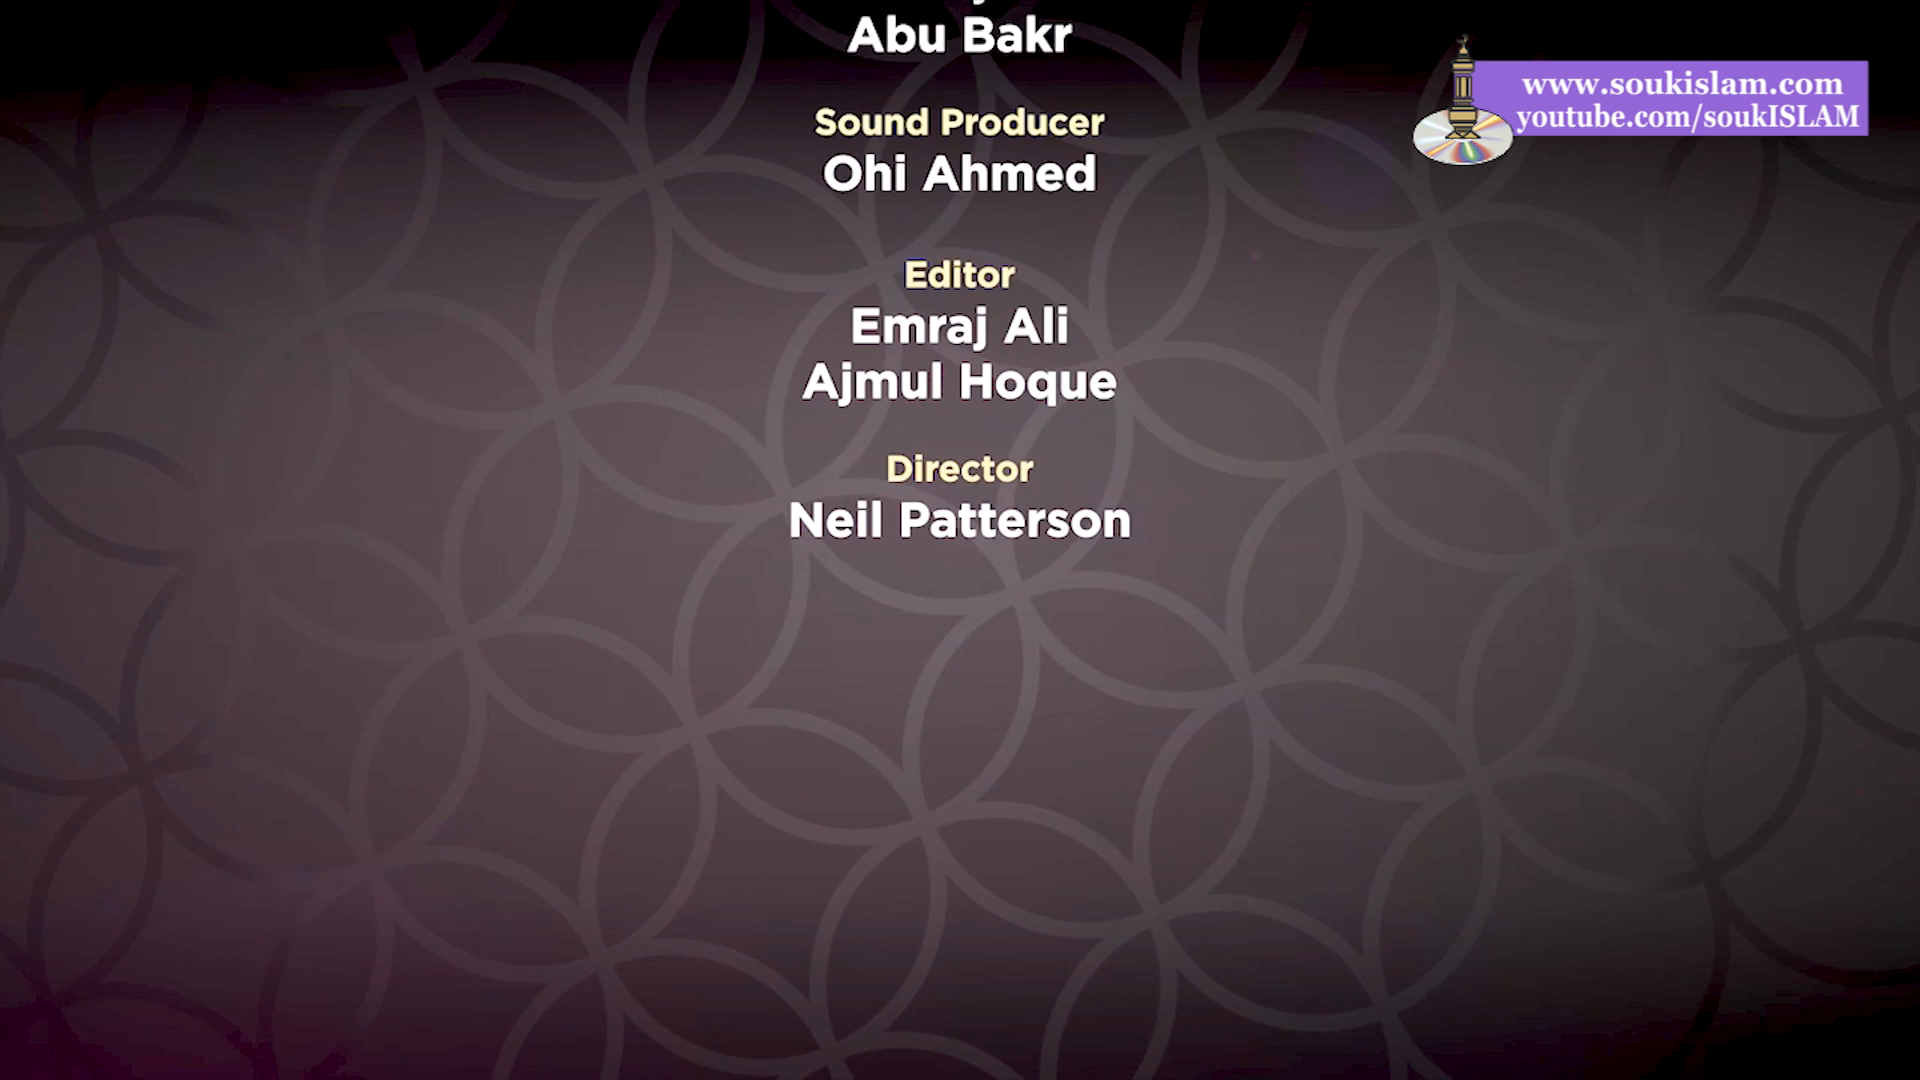 Abu Bakr
www.soukislam.com
youtube.com/soukISLAM
Sound Producer
Ohi Ahmed
Editor
Emraj Ali
Ajmul Hoque
Director
Neil Patterson